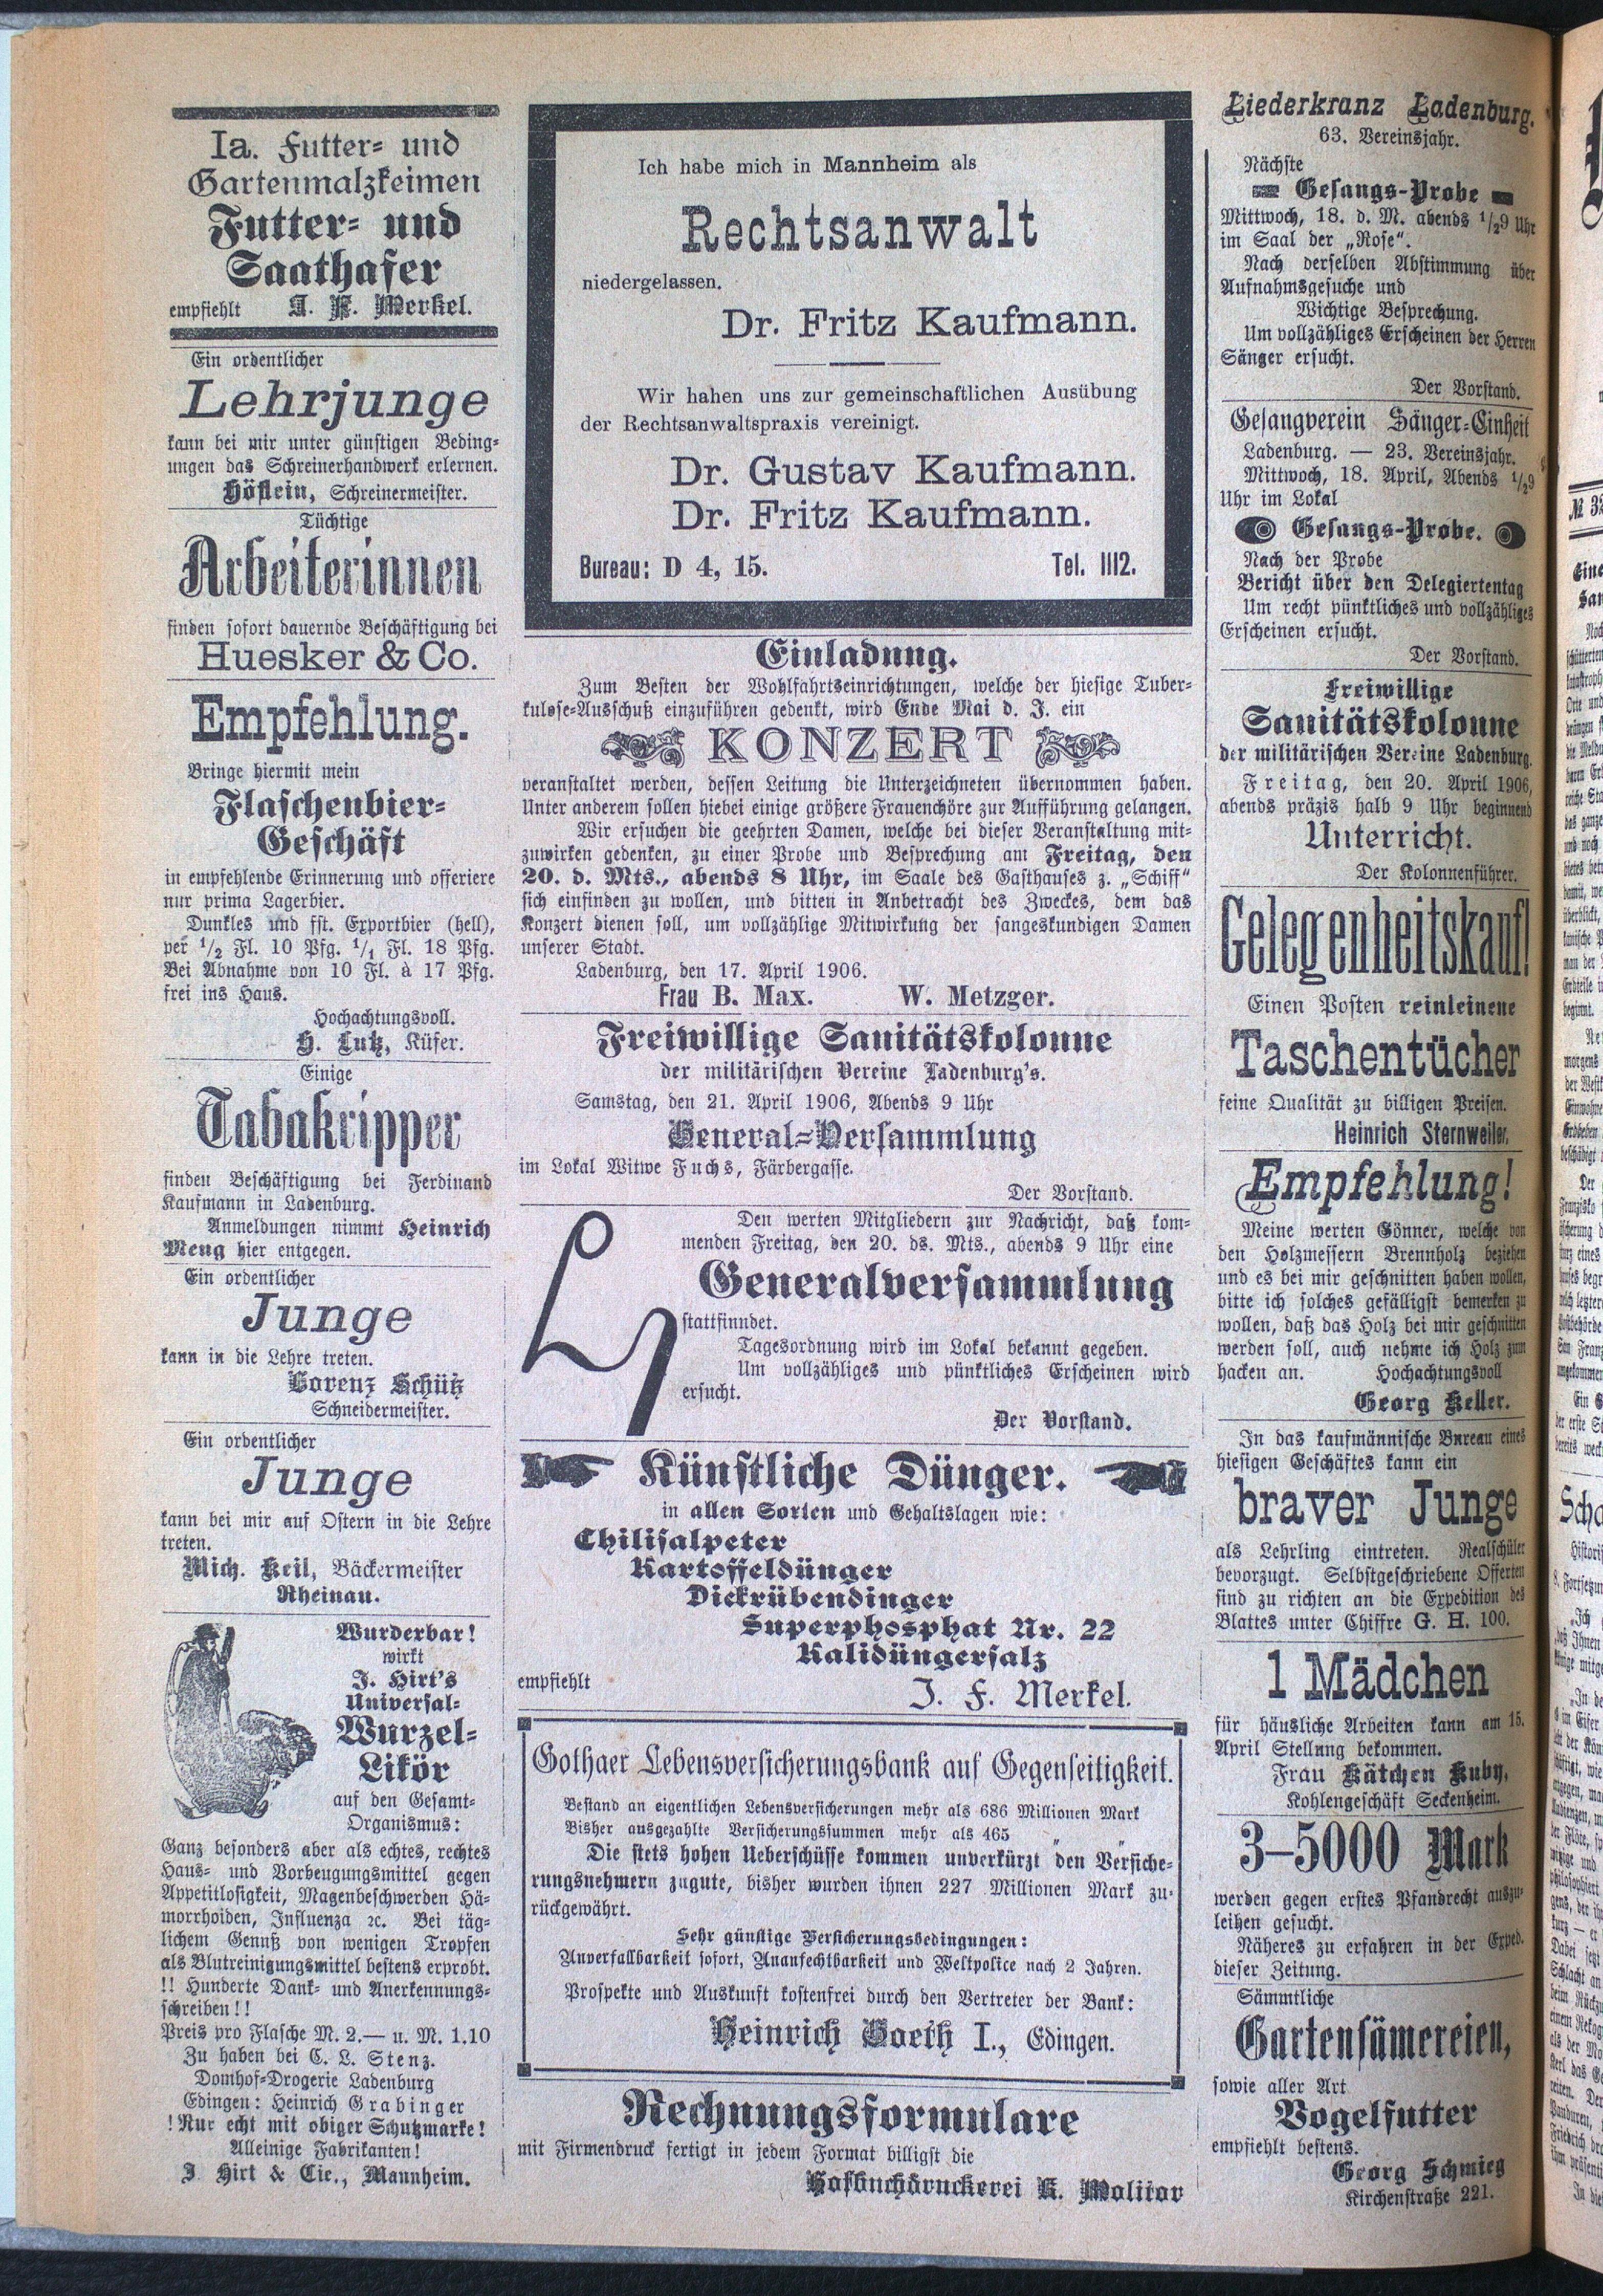 Ia. Futter= und
Gartenmalzkeimen
Futter= und
Saathafer
empfiehlt J. F. Merkel.
Ein ordentlicher
Lehrjunge
kann bei mir unter günstigen Beding=
ungen das Schreinerhandwerk erlernen.
Höflein, Schreinermeister.
Tüchtige
Arbeiterinnen
finden sofort dauernde Beschäftigung bei
Huesker & Co.
Empfehlung.
Bringe hiermit mein
Flaschenbier=
Geschäft
in empfehlende Erinnerung und offeriere
nur prima Lagerbier.
Dunkles und fst. Exportbier (hell),
per 1/2 Fl. 10 Pfg. 1/1 Fl. 18 Pfg.
Bei Abnahme von 10 Fl. à 17 Pfg.
frei ins Haus.
Hochachtungsvoll.
H. Lutz, Küfer.
Einige
Tabakripper
finden Beschäftigung bei Ferdinand
Kaufmann in Ladenburg.
Anmeldungen nimmt Heinrich
Meng hier entgegen.
Ein ordentlicher
Junge
kann in die Lehre treten.
Lorenz Schütz
Schneidermeister.
Ein ordentlicher
Junge
kann bei mir auf Ostern in die Lehre
treten.
Mich. Keil, Bäckermeister
Rheinau.
Wurderbar!
wirkt
J. Hirt's
Universal=
Wurzel=
Likör
auf den Gesamt=
Organismus:
Ganz besonders aber als echtes, rechtes
Haus= und Vorbeugungsmittel gegen
Appetitlosigkeit, Magenbeschwerden Hä=
morrhoiden, Influenza ꝛc. Bei täg=
lichem Genuß von wenigen Tropfen
als Blutreinigungsmittel bestens erprobt.
!! Hunderte Dank= und Anerkennungs=
schreiben!!
Preis pro Flasche M. 2.— u. M. 1.10
Zu haben bei C. L. Stenz.
Domhof=Drogerie Ladenburg
Edingen: Heinrich Grabinger
!Nur echt mit obiger Schutzmarke!
Alleinige Fabrikanten!
J Hirt & Cie., Mannheim.
Ich habe mich in Mannheim als
Rechtsanwalt
niedergelassen.
Dr. Fritz Kaufmann.
Wir hahen uns zur gemeinschaftlichen Ausübung
der Rechtsanwaltspraxis vereinigt.
Dr. Gustav Kaufmann.
Dr. Fritz Kaufmann.
Bureau: D 4, 15. Tel. 1112.
Einladung.
Zum Besten der Wohlfahrtseinrichtungen, welche der hiesige Tuber=
kulose=Ausschuß einzuführen gedenkt, wird Ende Mai d. J. ein
KONZERT
veranstaltet werden, dessen Leitung die Unterzeichneten übernommen haben.
Unter anderem sollen hiebei einige größere Frauenchöre zur Aufführung gelangen.
Wir ersuchen die geehrten Damen, welche bei dieser Veranstaltung mit=
zuwirken gedenken, zu einer Probe und Besprechung am Freitag, den
20. d. Mts., abends 8 Uhr, im Saale des Gasthauses z. „Schiff“
sich einfinden zu wollen, und bitten in Anbetracht des Zweckes, dem das
Konzert dienen soll, um vollzählige Mitwirkung der sangeskundigen Damen
unserer Stadt.
Ladenburg, den 17. April 1906.
Frau B. Max. W. Metzger.
Freiwillige Sanitätskolonne
der militärischen Vereine Ladenburg's.
Samstag, den 21. April 1906, Abends 9 Uhr
General=Versammlung
im Lokal Witwe Fuchs, Färbergasse.
Der Vorstand.
Den werten Mitgliedern zur Nachricht, daß kom=
menden Freitag, den 20. ds. Mts., abends 9 Uhr eine
Generalversammlung
stattfinndet.
Tagesordnung wird im Lokal bekannt gegeben.
Um vollzähliges und pünktliches Erscheinen wird
ersucht.
Der Vorstand.
Künstliche Dünger.
in allen Sorten und Gehaltslagen wie:
Chilisalpeter
Kartoffeldünger
Dickrübendinger
Superphosphat Nr. 22
Kalidüngersalz
empfiehlt J. F. Merkel.
Gothaer Lebensversicherungsbank auf Gegenseitigkeit.
Bestand an eigentlichen Lebensversicherungen mehr als 686 Millionen Mark
Bisher ausgezahlte Versicherungssummen mehr als 465 " "
Die stets hohen Ueberschüsse kommen unverkürzt den Versiche=
rungsnehmern zugute, bisher wurden ihnen 227 Millionen Mark zu=
rückgewährt.
Sehr günstige Versicherungsbedingungen:
Unverfallbarkeit sofort, Unanfechtbarkeit und Weltpolice nach 2 Jahren.
Prospekte und Auskunft kostenfrei durch den Vertreter der Bank:
Heinrich Koeth I., Edingen.
Rechnungsformulare
mit Firmendruck fertigt in jedem Format billigst die
Hofbuchdruckerei K. Molitor
Liederkranz Ladenburg.
63. Vereinsjahr.
Nächste
Gesangs-Probe
Mittwoch, 18. d. M. abends 1/29 Uhr
im Saal der „Rose“.
Nach derselben Abstimmung über
Aufnahmsgesuche und
Wichtige Besprechung.
Um vollzähliges Erscheinen der Herren
Sänger ersucht.
Der Vorstand.
Gesangverein Sänger=Einheit
Ladenburg. — 23. Vereinsjahr.
Mittwoch, 18. April, Abends 1/29
Uhr im Lokal
Gesangs-Probe.
Nach der Probe
Bericht über den Delegiertentag
Um recht pünktliches und vollzähliges
Erscheinen ersucht.
Der Vorstand.
Freiwillige
Sanitätskolonne
der militärischen Vereine Ladenburg.
Freitag, den 20. April 1906,
abends präzis halb 9 Uhr beginnend
Unterricht.
Der Kolonnenführer.
Gelegenheitskauf!
Einen Posten reinleinene
Taschentücher
feine Qualität zu billigen Preisen.
Heinrich Sternweiler.
Empfehlung!
Meine werten Gönner, welche von
den Holzmessern Brennholz beziehen
und es bei mir geschnitten haben wollen,
bitte ich solches gefälligst bemerken zu
wollen, daß das Holz bei mir geschnitten
werden soll, auch nehme ich Holz zum
hacken an. Hochachtungsvoll
Georg Keller.
In das kaufmännische Bureau eines
hiesigen Geschäftes kann ein
braver Junge
als Lehrling eintreten. Realschüler
bevorzugt. Selbstgeschriebene Offerten
sind zu richten an die Expedition des
Blattes unter Chiffre G. H. 100.
1 Mädchen
für häusliche Arbeiten kann am 15.
April Stellung bekommen.
Frau Kätchen Kuby,
Kohlengeschäft Seckenheim.
3–5000 Mark
werden gegen erstes Pfandrecht auszu=
leihen gesucht.
Näheres zu erfahren in der Exped.
dieser Zeitung.
Sämmtliche
Gartensämereien,
sowie aller Art
Vogelfutter
empfiehlt bestens.
Georg Schmieg
Kirchenstraße 221.